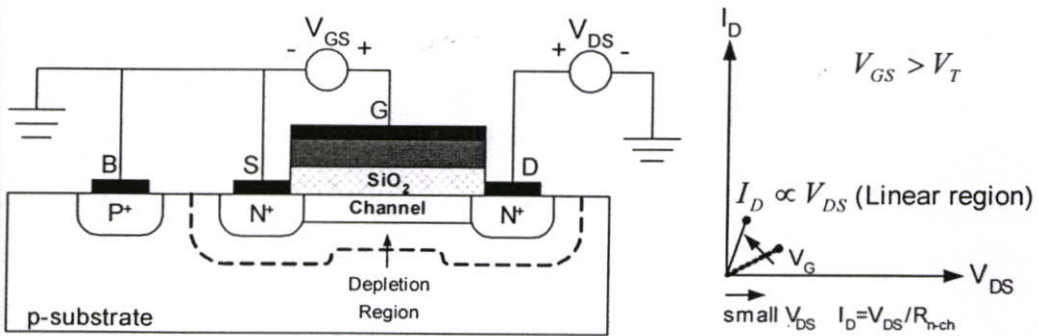 V_GS
- +
V_DS
+ -
G
B
S
D
SiO₂
P⁺
N⁺
Channel
N⁺
Depletion
Region
p-substrate
I_D
V_GS > V_T
I_D ∝ V_DS (Linear region)
V_G
V_DS
small V_DS I_D=V_DS/R_n-ch